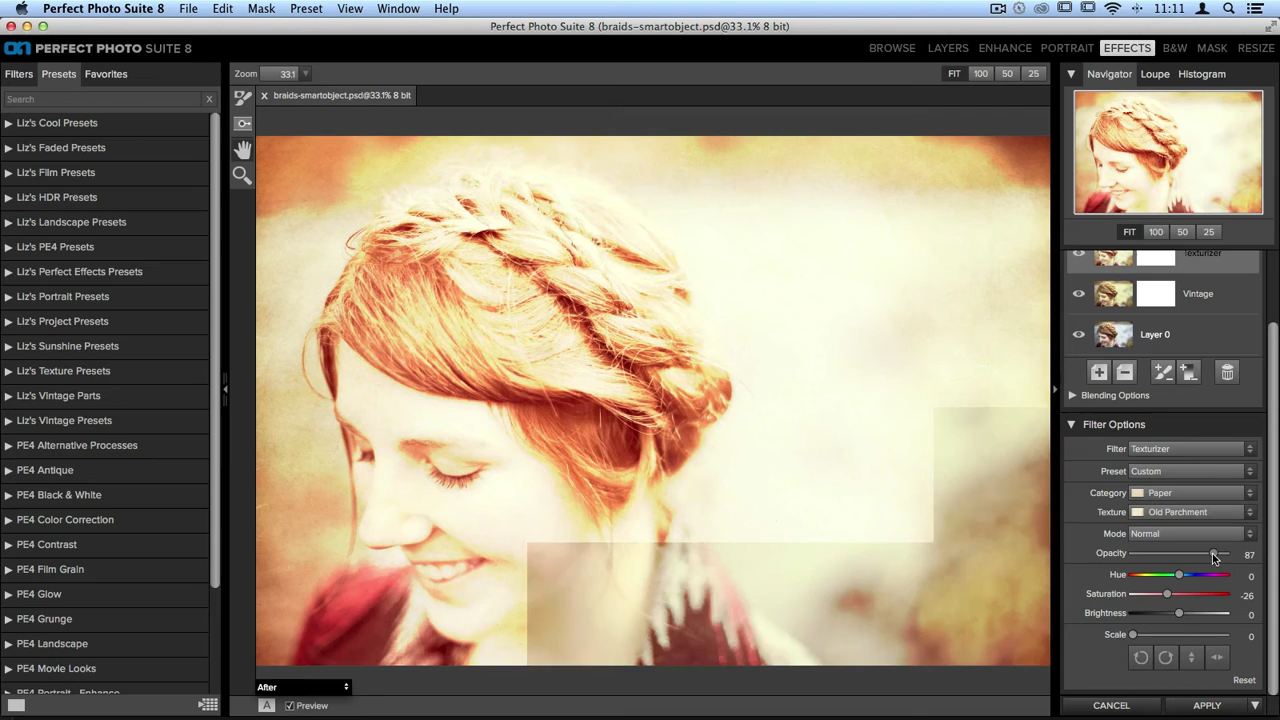 Perfect Photo Suite 8 File Edit Mask Preset View Window Help 11:11
Perfect Photo Suite 8 (braids-smartobject.psd@33.1% 8 bit)
on PERFECT PHOTO SUITE 8 BROWSE LAYERS ENHANCE PORTRAIT EFFECTS B&W MASK RESIZE
Filters Presets Favorites
Zoom 33.1
FIT 100 50 25
Navigator Loupe Histogram
Search X
X braids-smartobject.psd@33.1% 8 bit
Liz's Cool Presets
Liz's Faded Presets
Liz's Film Presets
Liz's HDR Presets
Liz's Landscape Presets
Liz's PE4 Presets
Liz's Perfect Effects Presets
Liz's Portrait Presets
Liz's Project Presets
Liz's Sunshine Presets
Liz's Texture Presets
Liz's Vintage Parts
Liz's Vintage Presets
PE4 Alternative Processes
PE4 Antique
PE4 Black & White
PE4 Color Correction
PE4 Contrast
PE4 Film Grain
PE4 Glow
PE4 Grunge
PE4 Landscape
PE4 Movie Looks
PE4 Portrait - Enhance
After
A Preview
FIT 100 50 25
Texturizer
Vintage
Layer 0
Blending Options
Filter Options
Filter Texturizer
Preset Custom
Category Paper
Texture Old Parchment
Mode Normal
Opacity 87
Hue 0
Saturation -26
Brightness 0
Scale 0
Reset
CANCEL APPLY